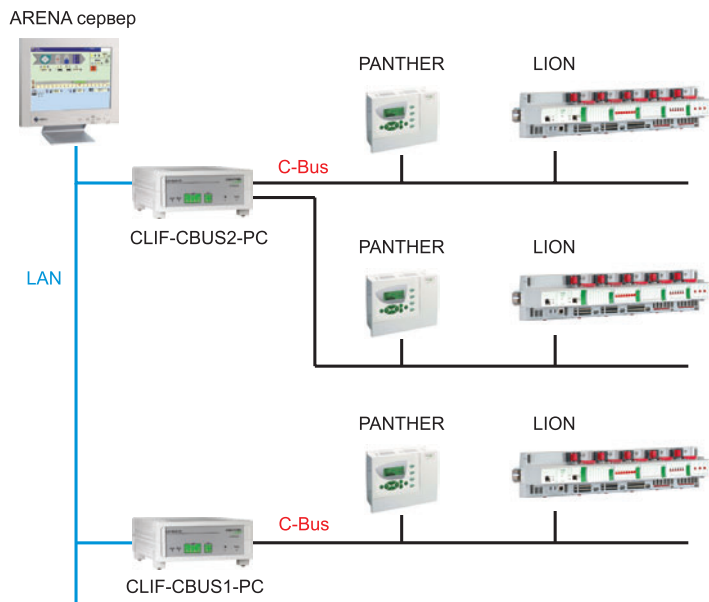 ARENA сервер
PANTHER
LION
C-Bus
CLIF-CBUS2-PC
PANTHER
LION
LAN
PANTHER
LION
C-Bus
CLIF-CBUS1-PC